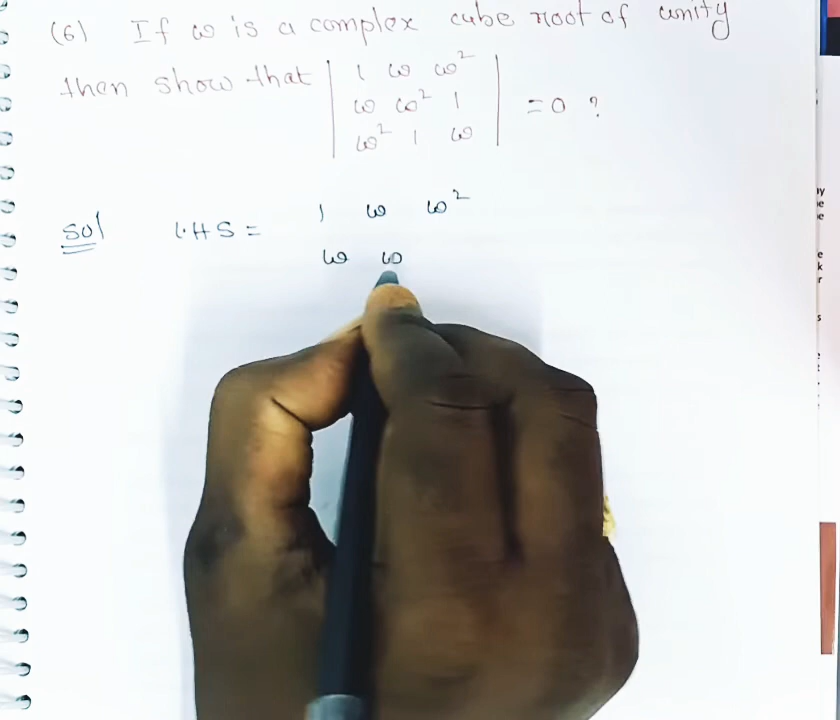 (6) If ω is a complex cube root of unity
then show that | 1 ω ω² |
| ω ω² 1 | = 0 ?
| ω² 1 ω |
Sol LHS = 1 ω ω²
ω ω